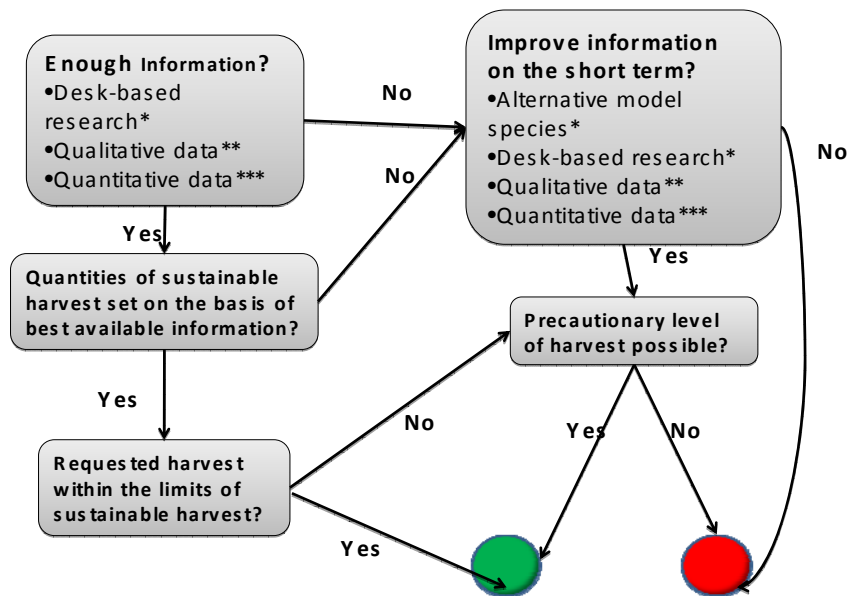 Enough Information?
•Desk-based
research*
•Qualitative data**
•Quantitative data***
No
Improve information
on the short term?
•Alternative model
species*
•Desk-based research*
•Qualitative data**
•Quantitative data***
No
No
Yes
Quantities of sustainable
harvest set on the basis of
best available information?
Yes
Precautionary level
of harvest possible?
Yes
No
Yes
No
Requested harvest
within the limits of
sustainable harvest?
Yes